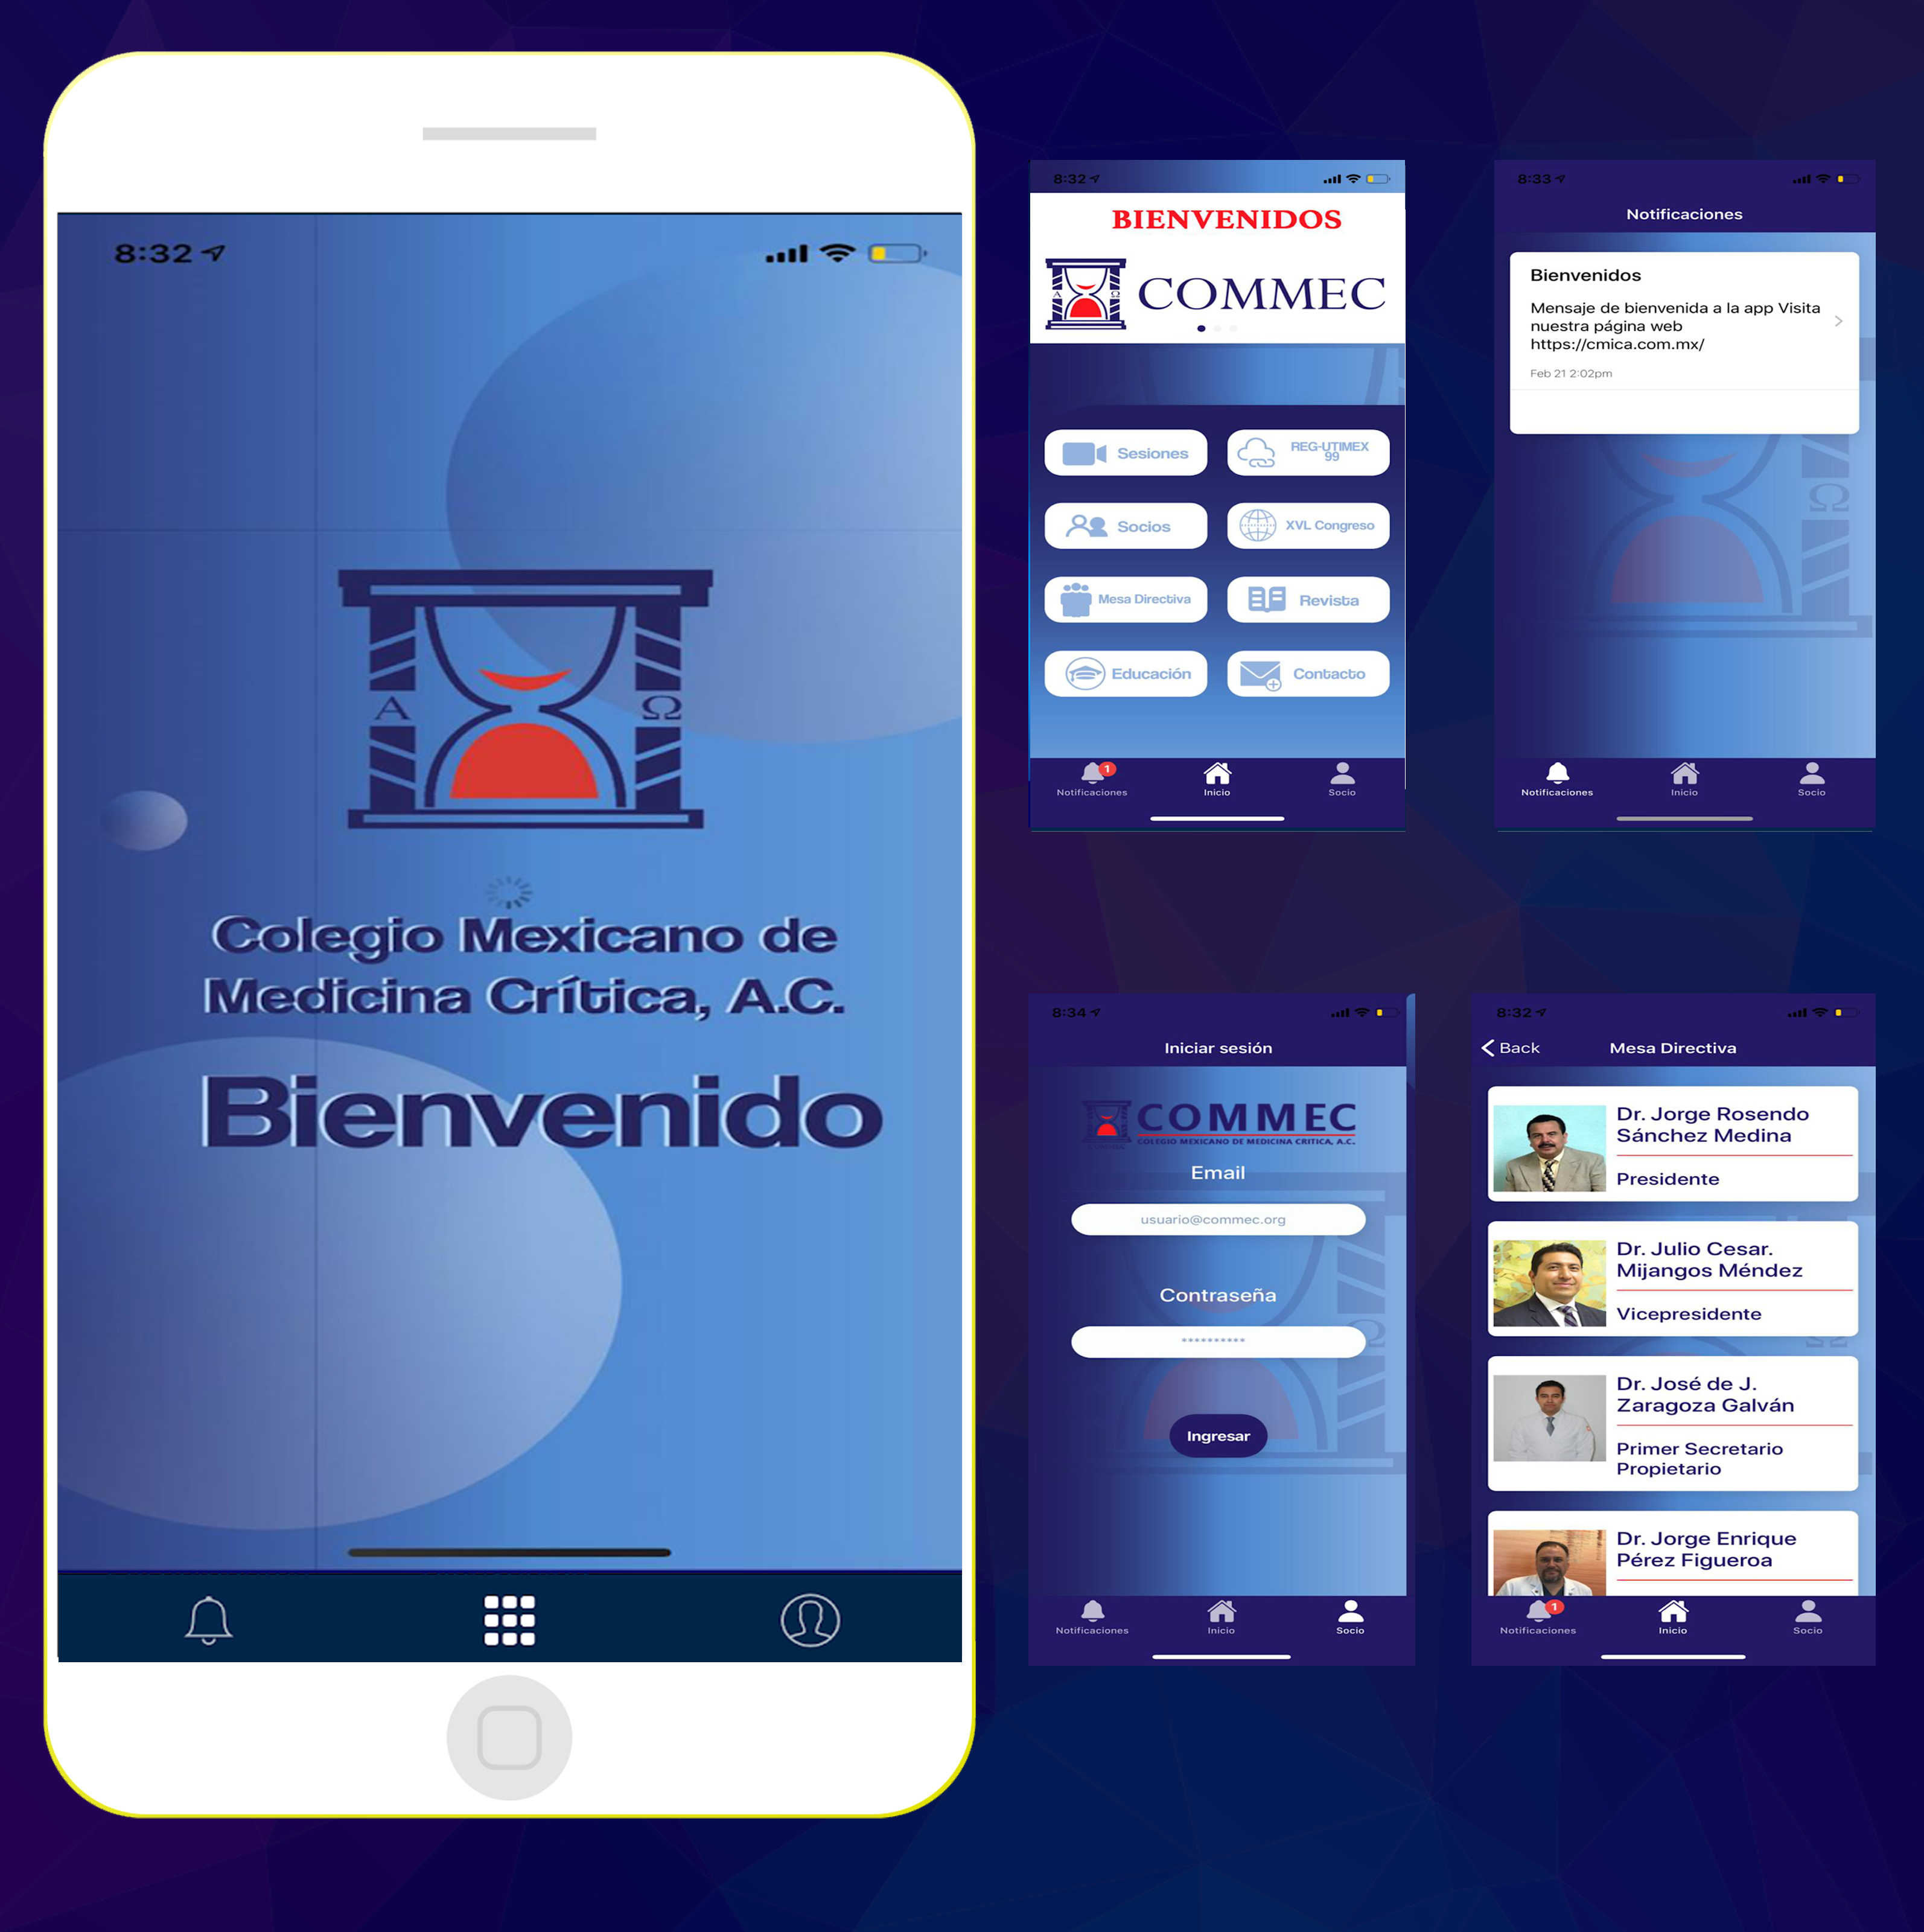 8:32
Α
Ω
Colegio Mexicano de
Medicina Crítica, A.C.
Bienvenido
8:32
BIENVENIDOS
Α
Ω
COMMEC
Sesiones
REG-UTIMEX
99
Socios
XVL Congreso
Mesa Directiva
Revista
Educación
Contacto
1
Notificaciones
Inicio
Socio
8:33
Notificaciones
Bienvenidos
Mensaje de bienvenida a la app Visita
nuestra página web
https://cmica.com.mx/
Feb 21 2:02pm
Ω
Notificaciones
Inicio
Socio
8:34
Iniciar sesión
COMMEC
COLEGIO MEXICANO DE MEDICINA CRITICA, A.C.
Email
usuario@commec.org
Contraseña
**********
Ω
Ingresar
Notificaciones
Inicio
Socio
8:32
Back
Mesa Directiva
Dr. Jorge Rosendo
Sánchez Medina
Presidente
Dr. Julio Cesar.
Mijangos Méndez
Vicepresidente
Dr. José de J.
Zaragoza Galván
Primer Secretario
Propietario
Dr. Jorge Enrique
Pérez Figueroa
1
Notificaciones
Inicio
Socio